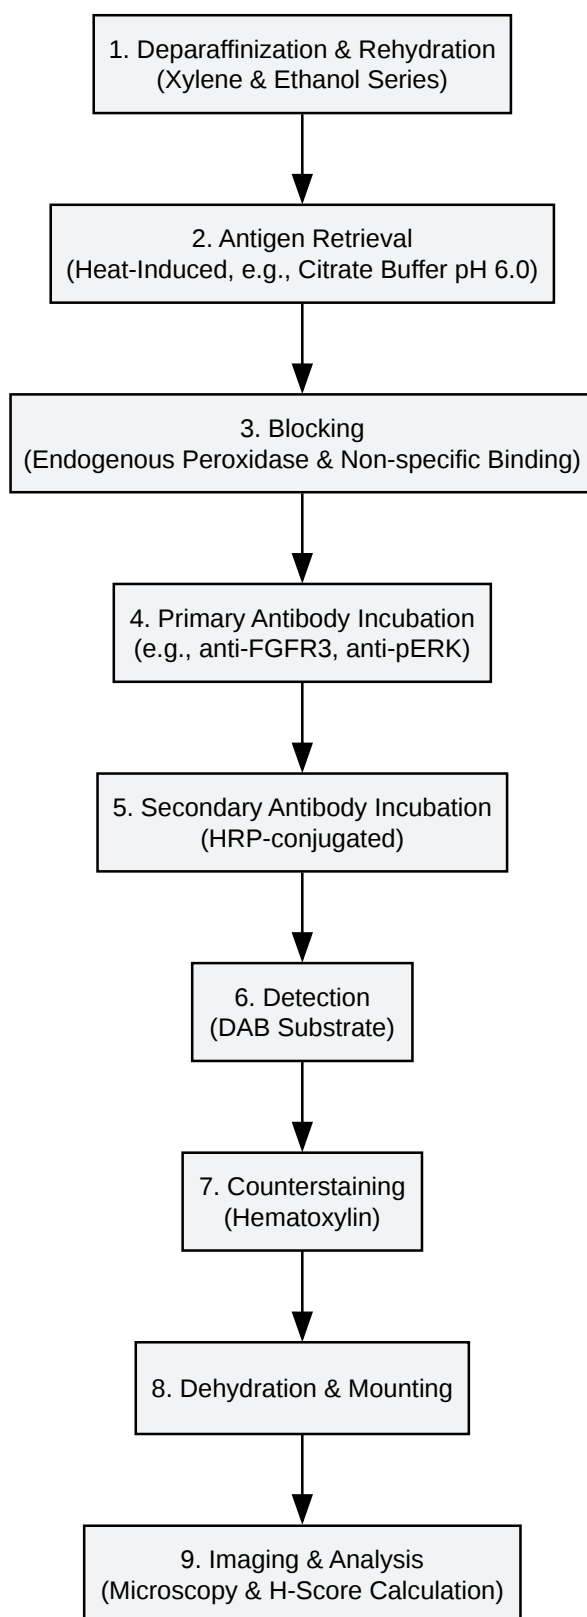 1. Deparaffinization & Rehydration
(Xylene & Ethanol Series)
2. Antigen Retrieval
(Heat-Induced, e.g., Citrate Buffer pH 6.0)
3. Blocking
(Endogenous Peroxidase & Non-specific Binding)
4. Primary Antibody Incubation
(e.g., anti-FGFR3, anti-pERK)
5. Secondary Antibody Incubation
(HRP-conjugated)
6. Detection
(DAB Substrate)
7. Counterstaining
(Hematoxylin)
8. Dehydration & Mounting
9. Imaging & Analysis
(Microscopy & H-Score Calculation)